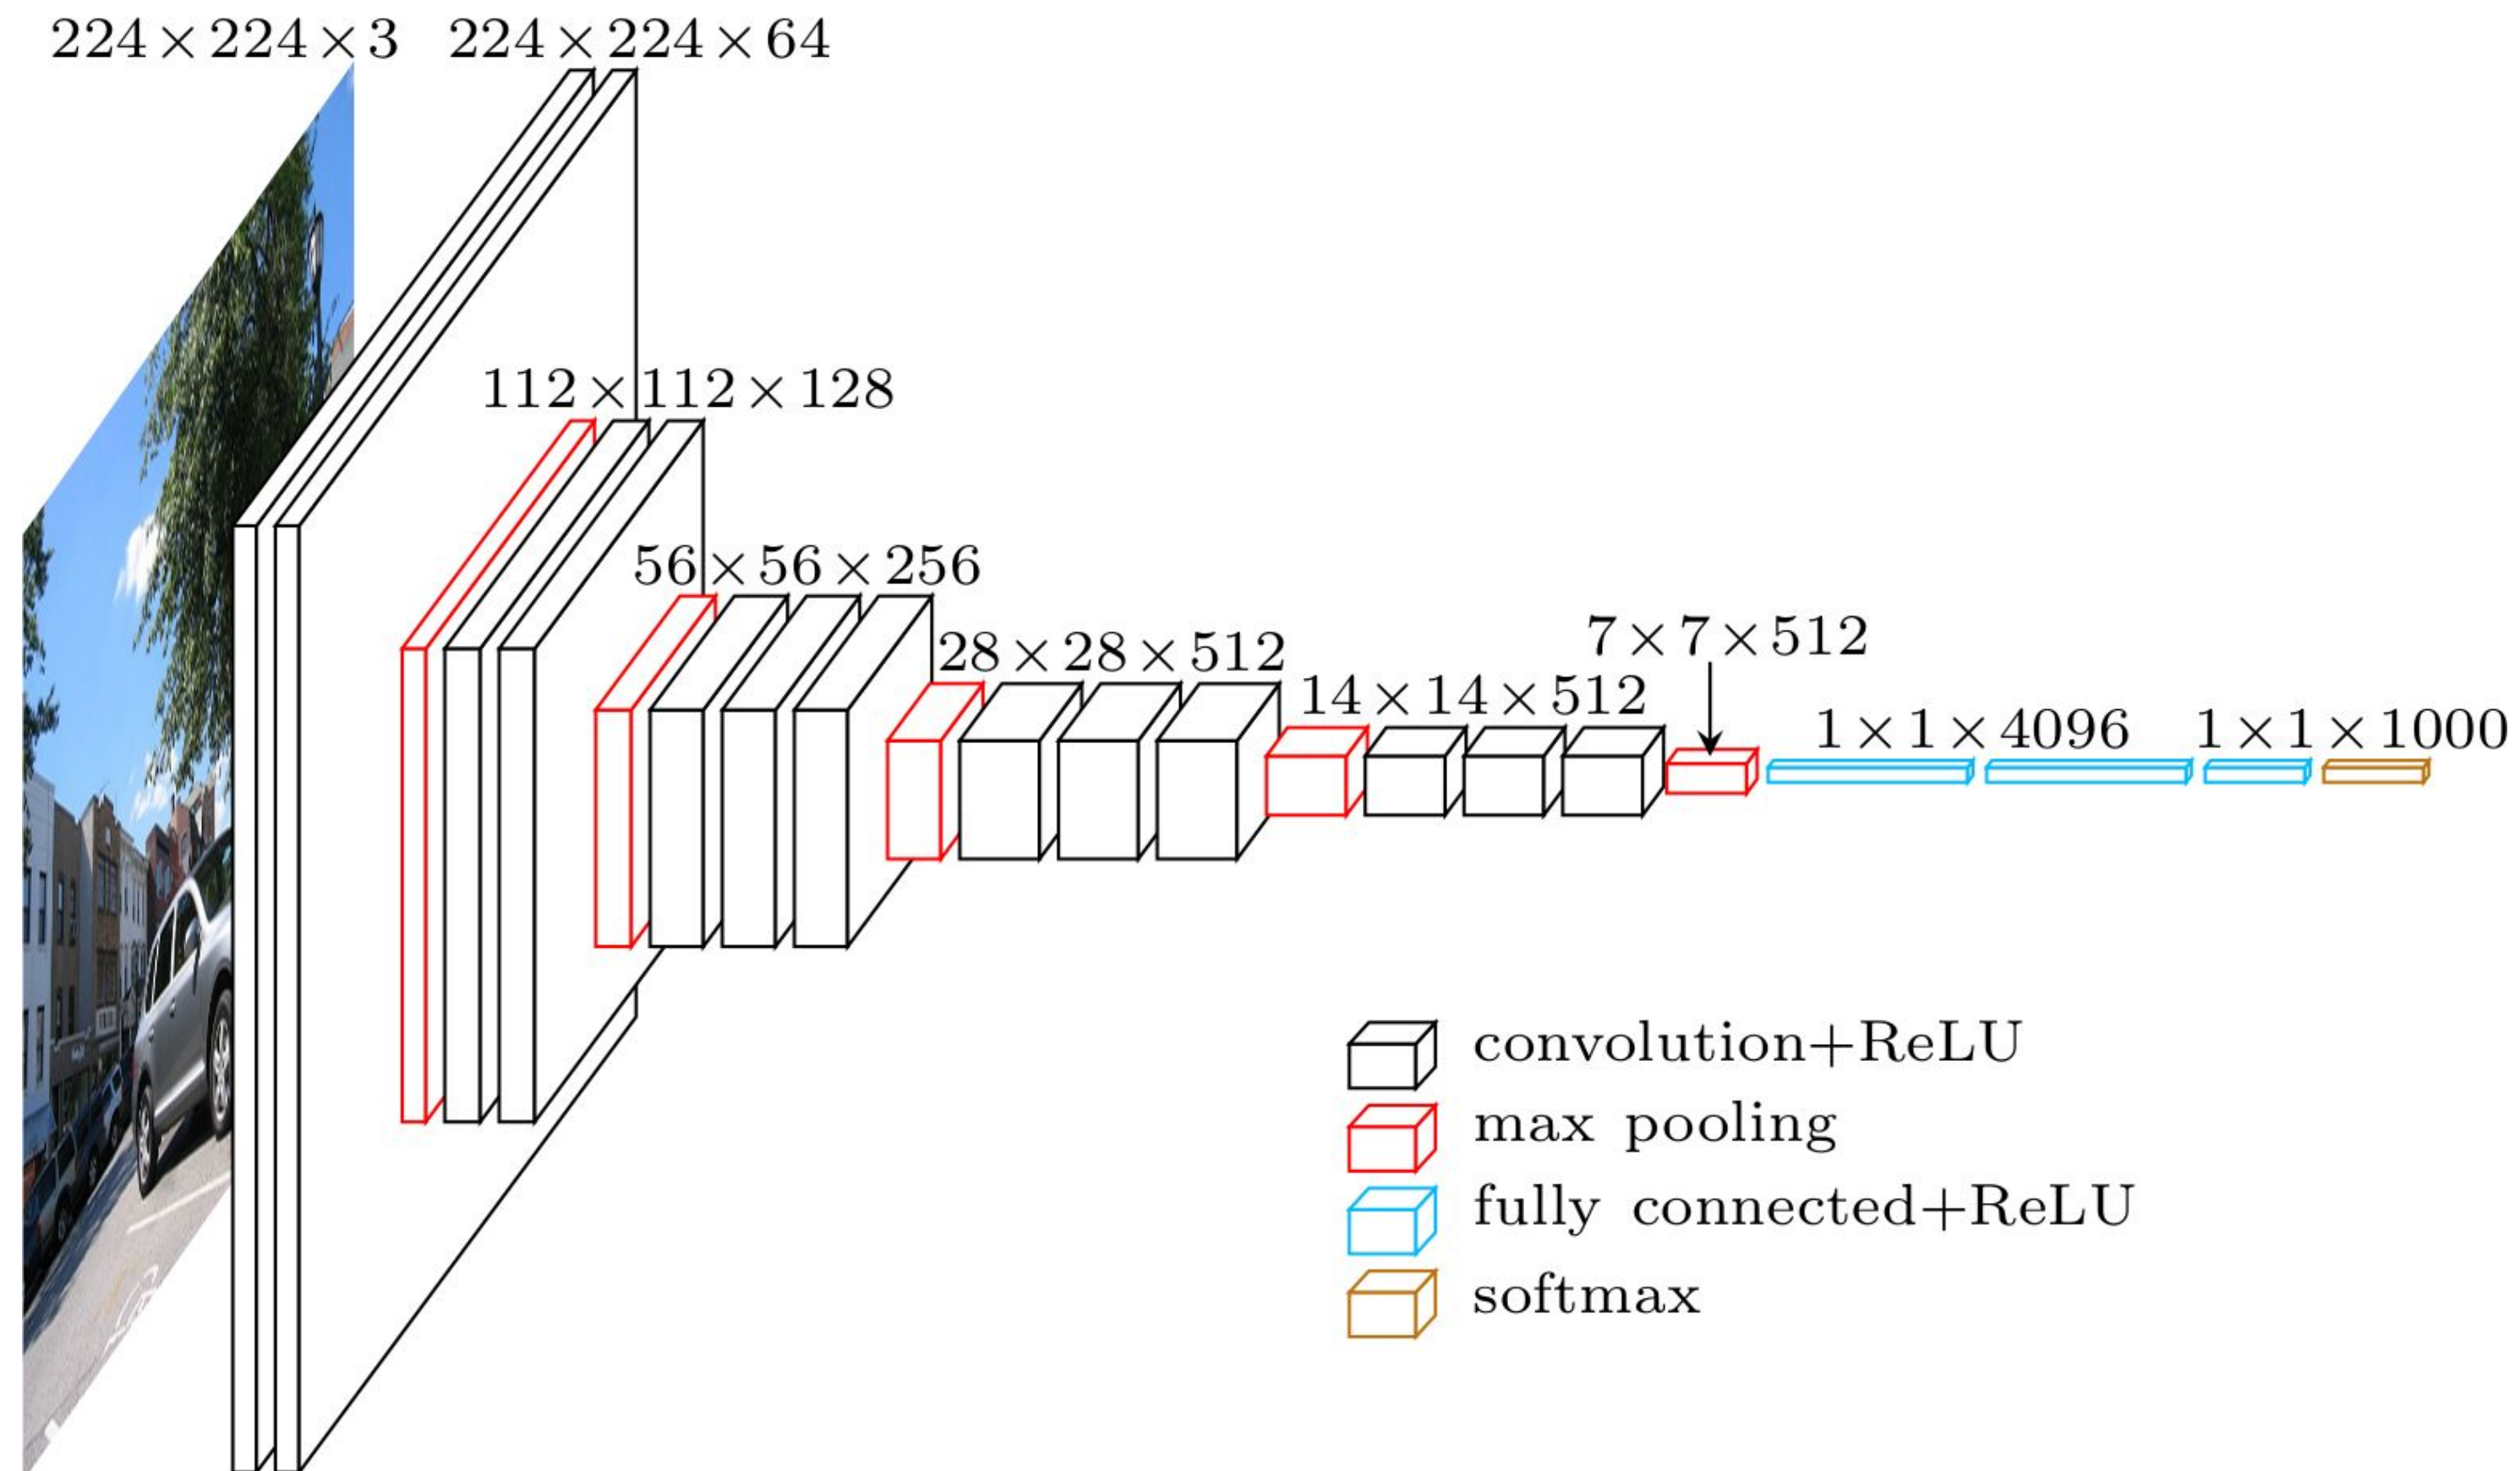 224×224×3
224×224×64
112×112×128
56×56×256
28×28×512
14×14×512
7×7×512
1×1×4096
1×1×1000
convolution+ReLU
max pooling
fully connected+ReLU
softmax